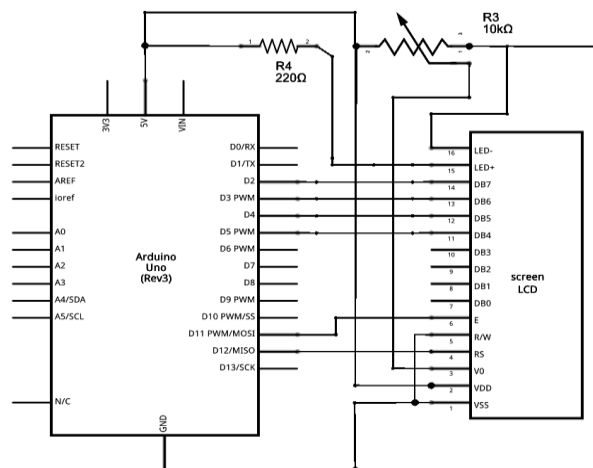 R3
10kΩ
1
2
R4
220Ω
2
1
3V3
5V
VIN
RESET
RESET2
AREF
ioref
A0
A1
A2
A3
A4/SDA
A5/SCL
N/C
Arduino
Uno
(Rev3)
D0/RX
D1/TX
D2
D3 PWM
D4
D5 PWM
D6 PWM
D7
D8
D9 PWM
D10 PWM/SS
D11 PWM/MOSI
D12/MISO
D13/SCK
GND
16 LED-
15 LED+
14 DB7
13 DB6
12 DB5
11 DB4
10 DB3
9 DB2
8 DB1
7 DB0
6 E
5 R/W
4 RS
3 V0
2 VDD
1 VSS
screen
LCD